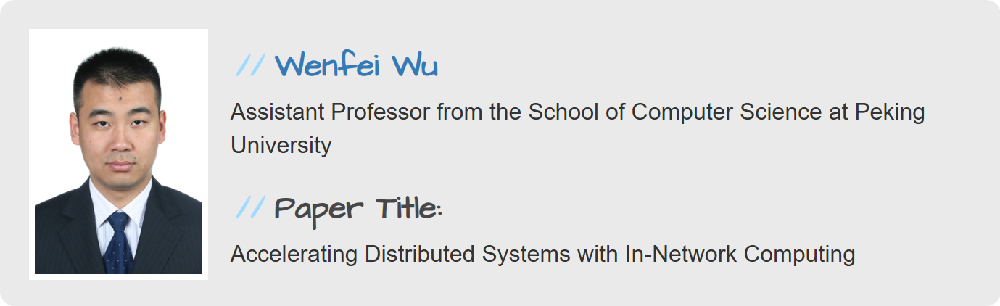 // Wenfei Wu
Assistant Professor from the School of Computer Science at Peking
University
// Paper Title:
Accelerating Distributed Systems with In-Network Computing